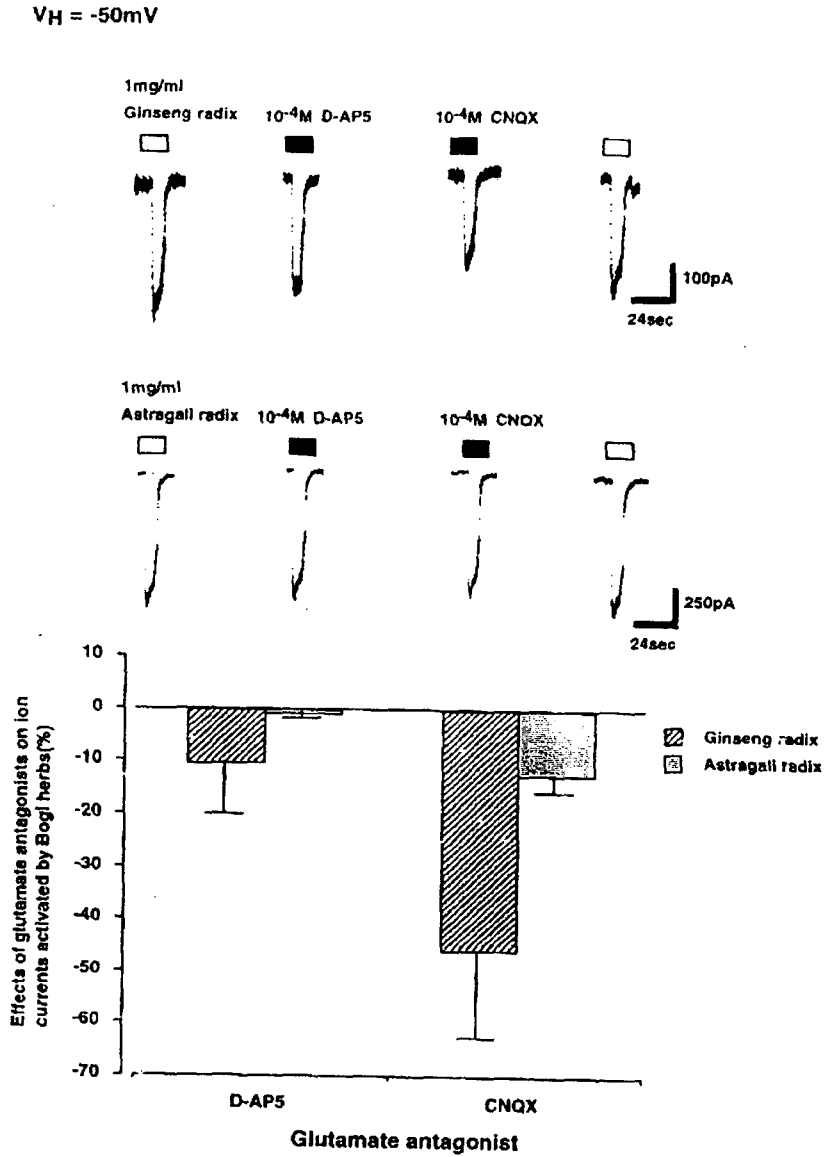 VH = -50mV
1mg/ml
Ginseng radix 10-4M D-AP5 10-4M CNQX
100pA
24sec
1mg/ml
Astragali radix 10-4M D-AP5 10-4M CNQX
250pA
24sec
Effects of glutamate antagonists on ion
currents activated by Bogi herbs(%)
10
0
-10
-20
-30
-40
-50
-60
-70
Ginseng radix
Astragali radix
D-AP5 CNQX
Glutamate antagonist